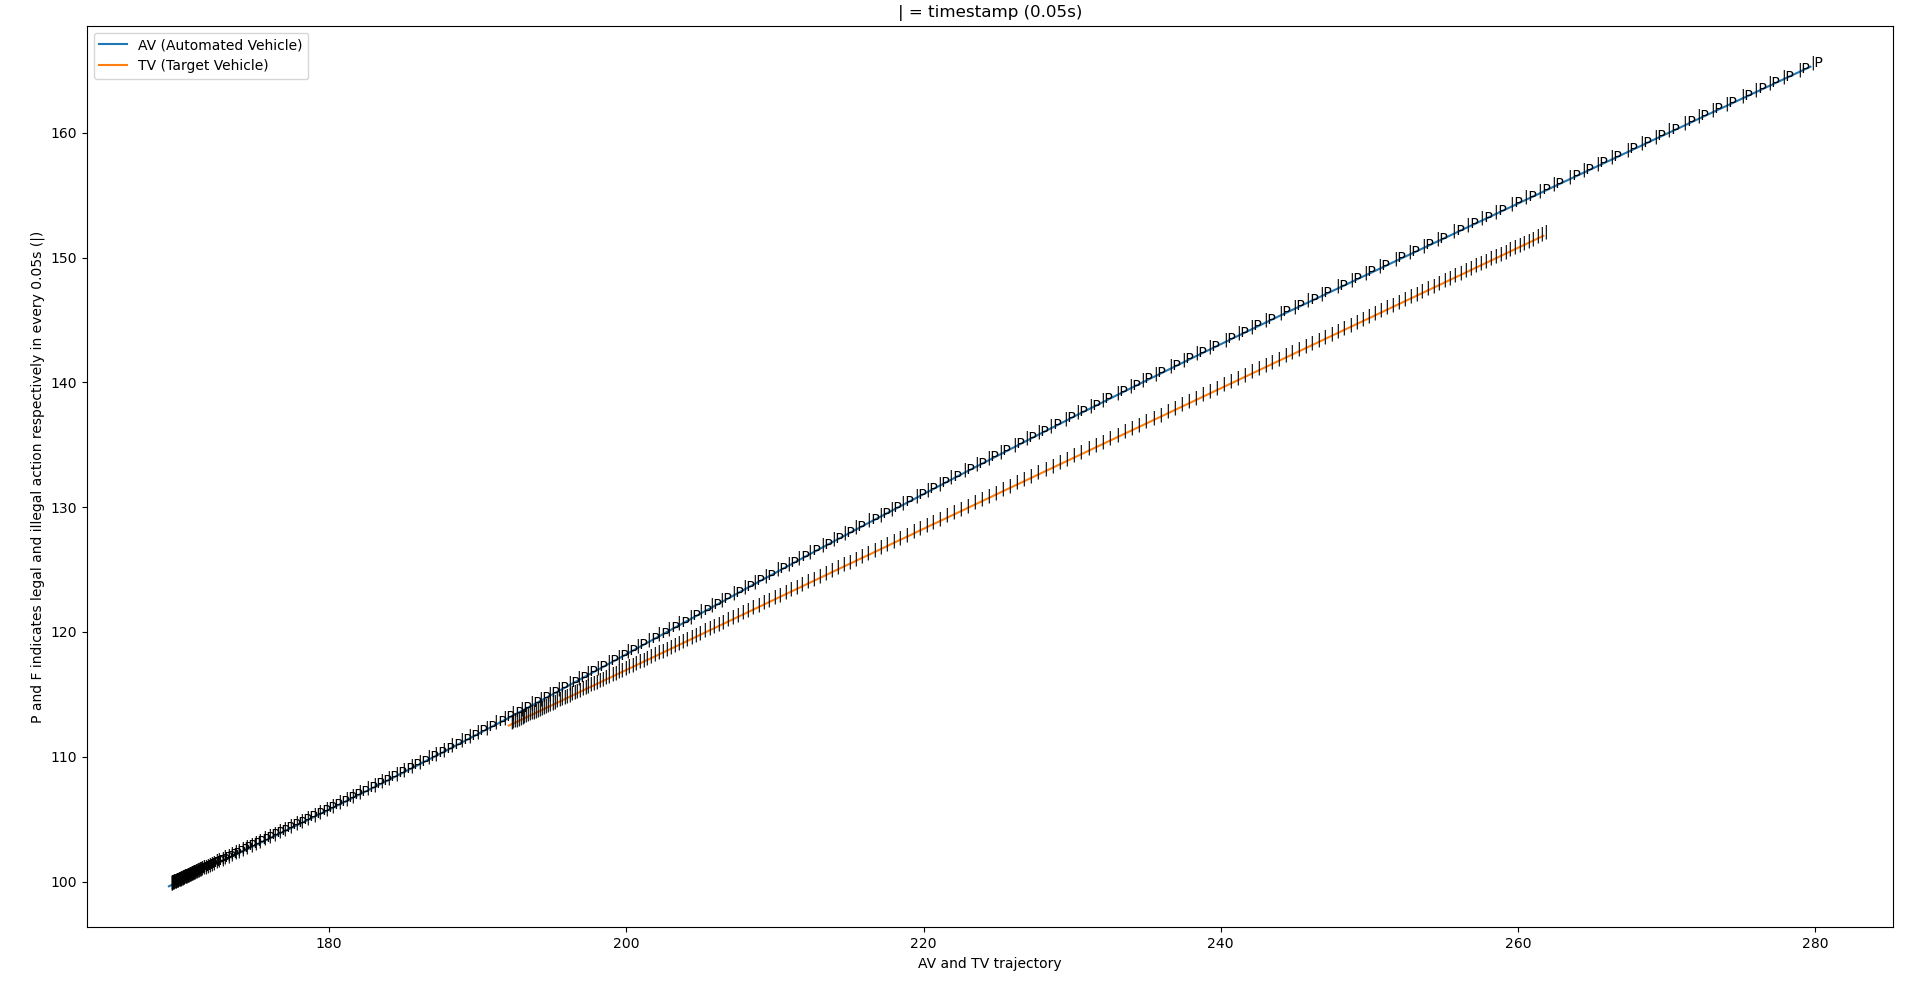 | = timestamp (0.05s)
AV (Automated Vehicle)
TV (Target Vehicle)
P and F indicates legal and illegal action respectively in every 0.05s (|)
160
150
140
130
120
110
100
180
200
220
240
260
280
AV and TV trajectory